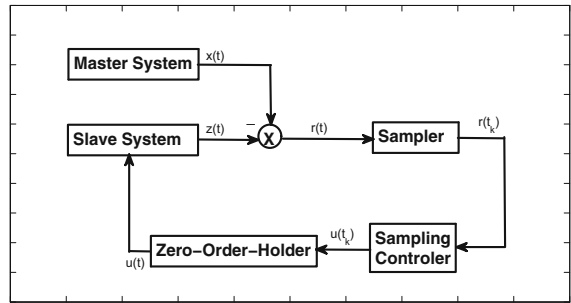 Master System
x(t)
Slave System
z(t)
−
X
r(t)
Sampler
r(t_k)
u(t)
Zero−Order−Holder
u(t_k)
Sampling
Controler